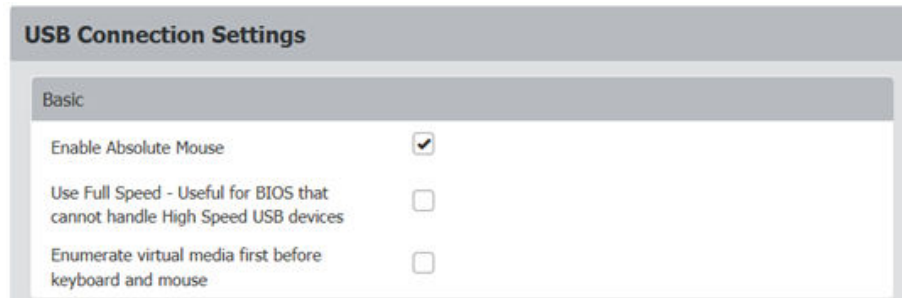 USB Connection Settings
Basic
Enable Absolute Mouse
Use Full Speed - Useful for BIOS that
cannot handle High Speed USB devices
Enumerate virtual media first before
keyboard and mouse